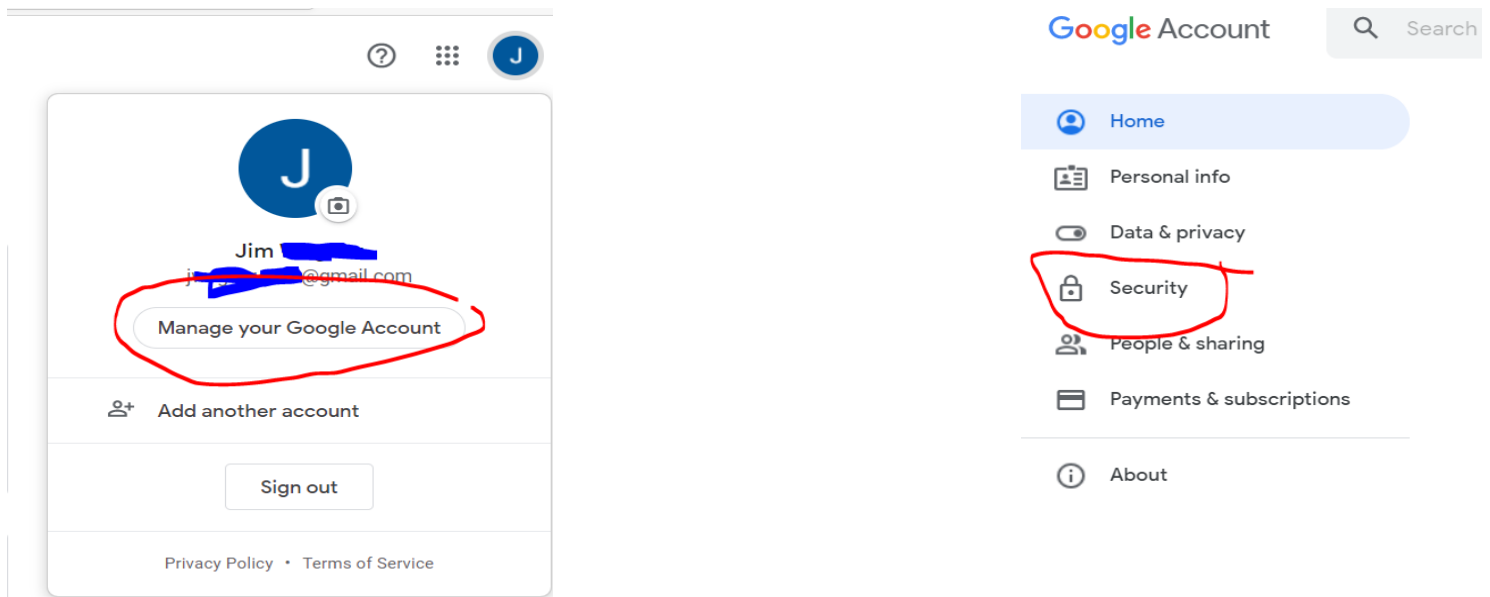 J
J
Jim
@gmail.com
Manage your Google Account
Add another account
Sign out
Privacy Policy • Terms of Service
Google Account
Search
Home
Personal info
Data & privacy
Security
People & sharing
Payments & subscriptions
About